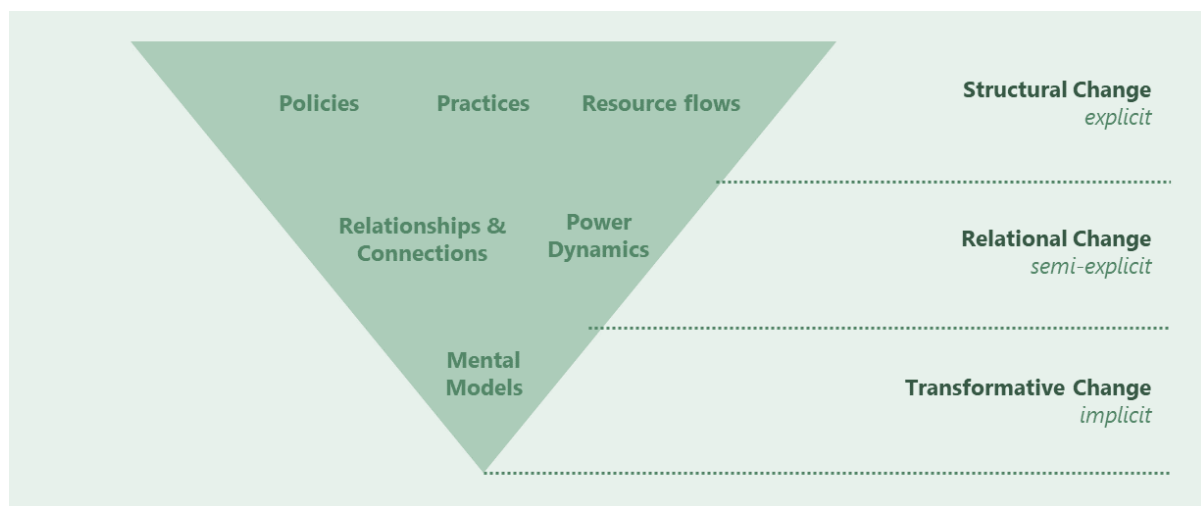 Policies Practices Resource flows
Structural Change
explicit
Relationships &
Connections
Power
Dynamics
Relational Change
semi-explicit
Mental
Models
Transformative Change
implicit